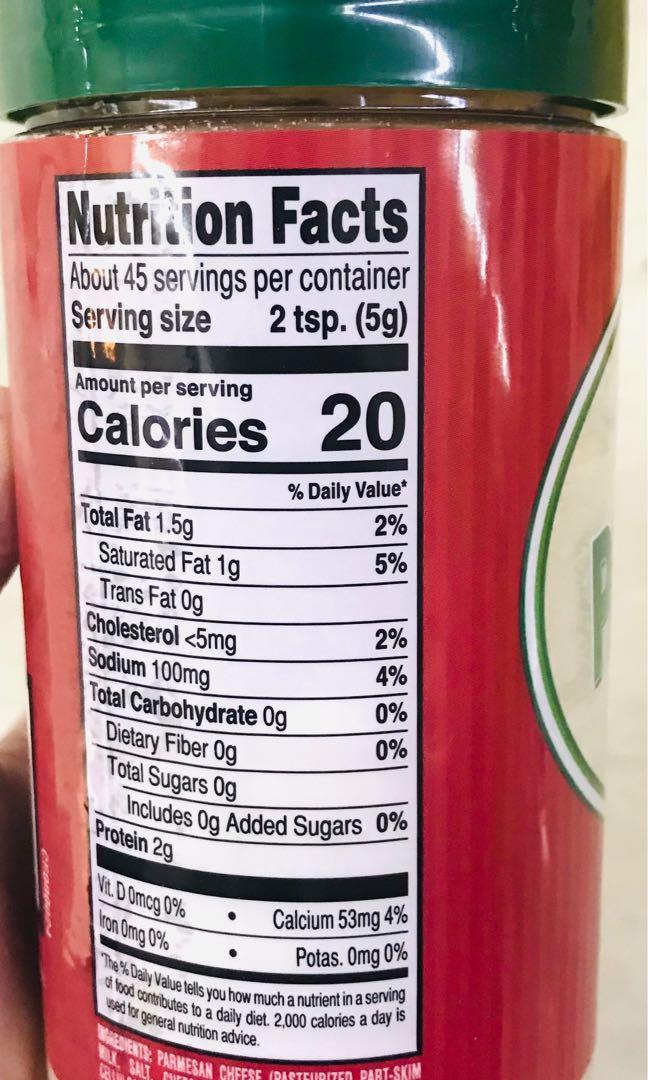 Nutrition Facts
About 45 servings per container
Serving size 2 tsp. (5g)
Amount per serving
Calories 20
% Daily Value*
Total Fat 1.5g 2%
Saturated Fat 1g 5%
Trans Fat 0g
Cholesterol <5mg 2%
Sodium 100mg 4%
Total Carbohydrate 0g 0%
Dietary Fiber 0g 0%
Total Sugars 0g
Includes 0g Added Sugars 0%
Protein 2g
Vit. D 0mcg 0% • Calcium 53mg 4%
Iron 0mg 0% • Potas. 0mg 0%
*The % Daily Value tells you how much a nutrient in a serving
of food contributes to a daily diet. 2,000 calories a day is
used for general nutrition advice.
INGREDIENTS: PARMESAN CHEESE (PASTEURIZED PART-SKIM
MILK, SALT,
P